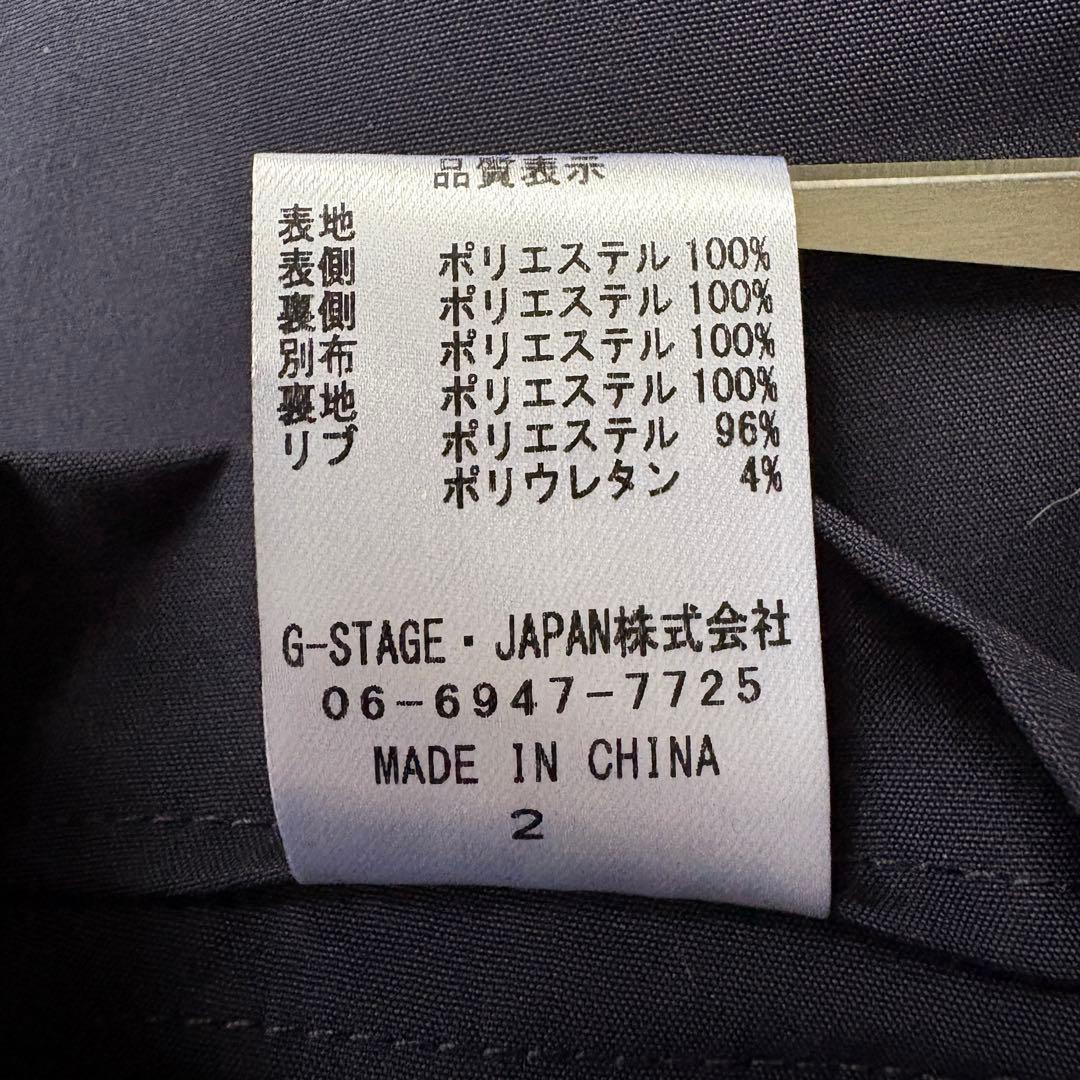 品質表示
表地
表側 ポリエステル 100%
裏側 ポリエステル 100%
別布 ポリエステル 100%
裏地 ポリエステル 100%
リブ ポリエステル 96%
ポリウレタン 4%
G-STAGE・JAPAN株式会社
06-6947-7725
MADE IN CHINA
2